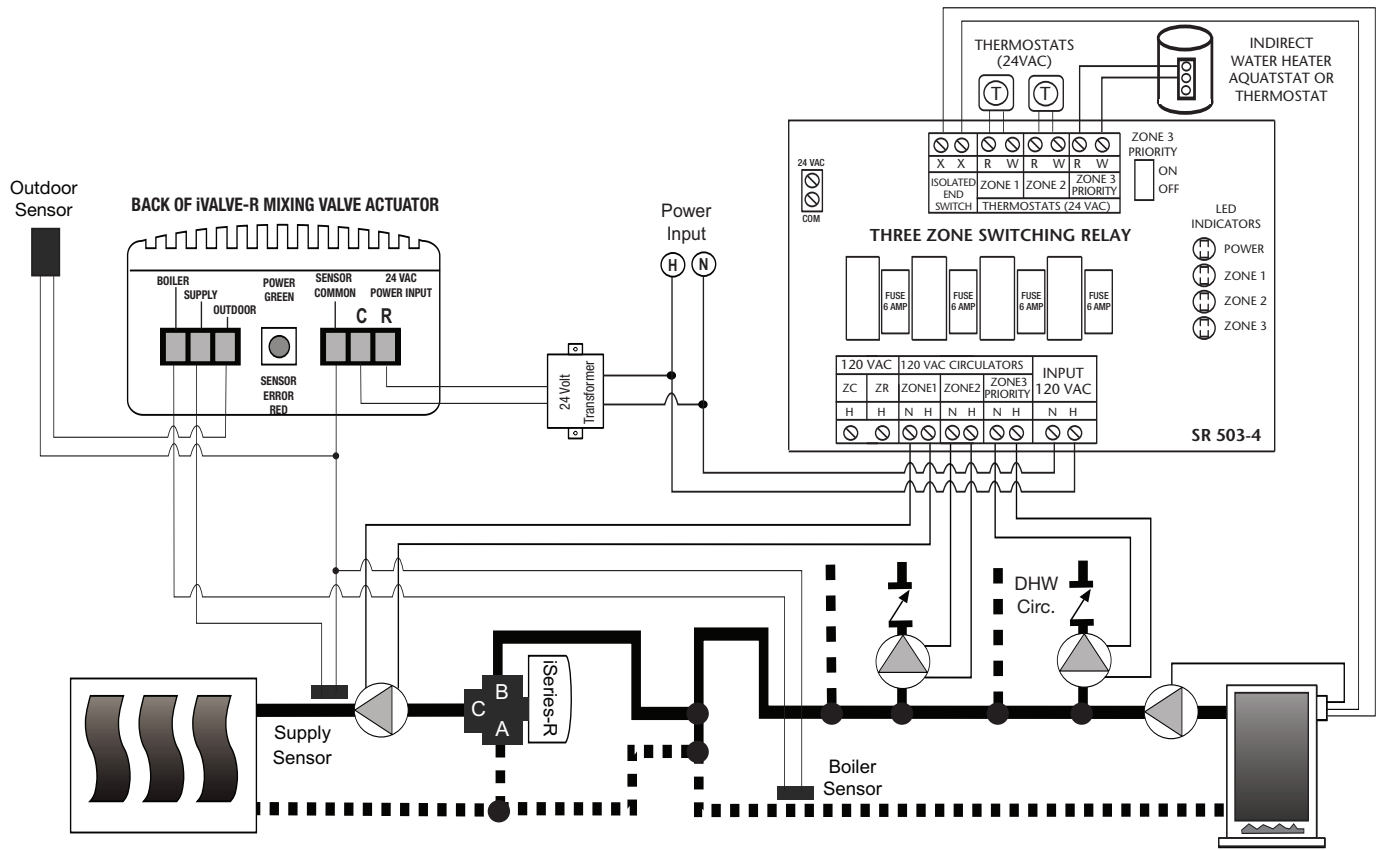 THERMOSTATS
(24VAC)
T
T
INDIRECT
WATER HEATER
AQUATSTAT OR
THERMOSTAT
24 VAC
COM
X X R W R W R W
ISOLATED
END
SWITCH
ZONE 1
ZONE 2
ZONE 3
PRIORITY
THERMOSTATS (24 VAC)
ZONE 3
PRIORITY
ON
OFF
Outdoor
Sensor
BACK OF iVALVE-R MIXING VALVE ACTUATOR
BOILER
SUPPLY
OUTDOOR
POWER
GREEN
SENSOR
COMMON
24 VAC
POWER INPUT
C R
SENSOR
ERROR
RED
Power
Input
H N
24 Volt
Transformer
THREE ZONE SWITCHING RELAY
LED
INDICATORS
POWER
ZONE 1
ZONE 2
ZONE 3
FUSE
6 AMP
FUSE
6 AMP
FUSE
6 AMP
FUSE
6 AMP
120 VAC
120 VAC CIRCULATORS
INPUT
120 VAC
ZC ZR ZONE1 ZONE2
ZONE3
PRIORITY
H H N H N H N H N H
SR 503-4
DHW
Circ.
B
C
A
iSeries-R
Supply
Sensor
Boiler
Sensor